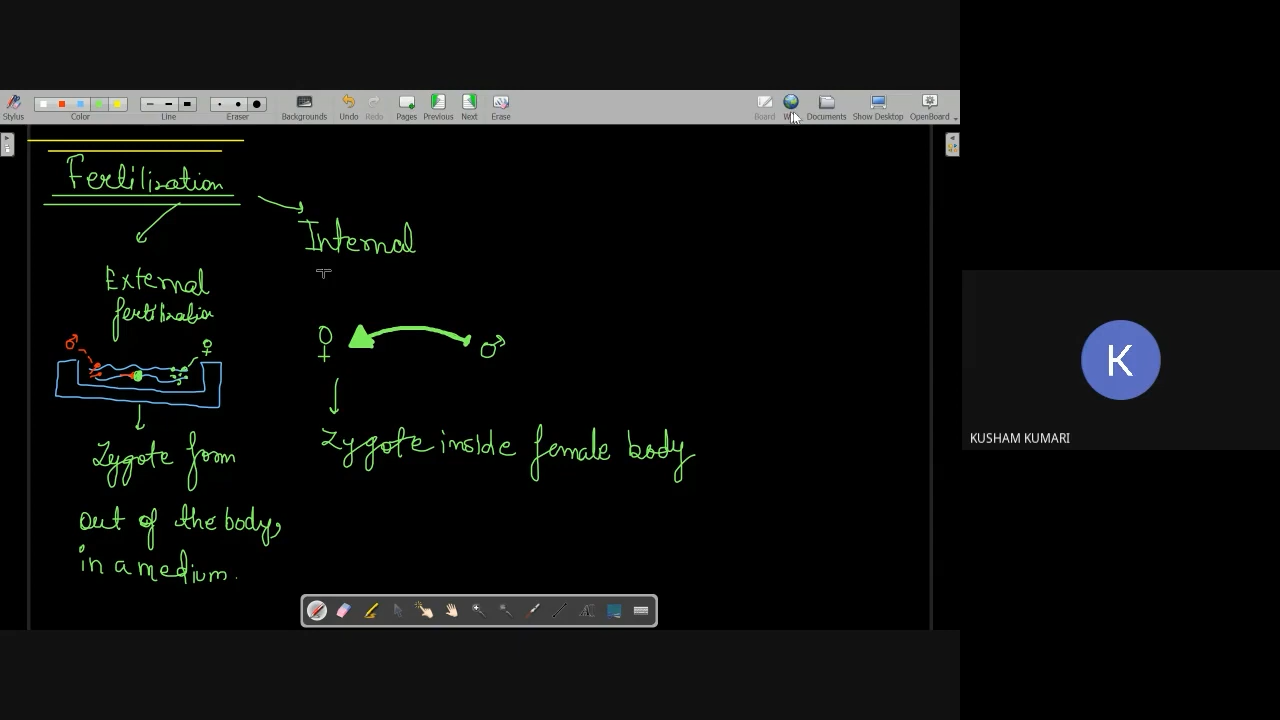 Stylus
Color
Line
Eraser
Backgrounds
Undo
Redo
Pages
Previous
Next
Erase
Board
Documents
Show Desktop
OpenBoard
Fertilization
Internal
External
fertilization
♂
♀
♀
♂
Zygote inside female body
Zygote form
out of the body,
in a medium.
K
KUSHAM KUMARI